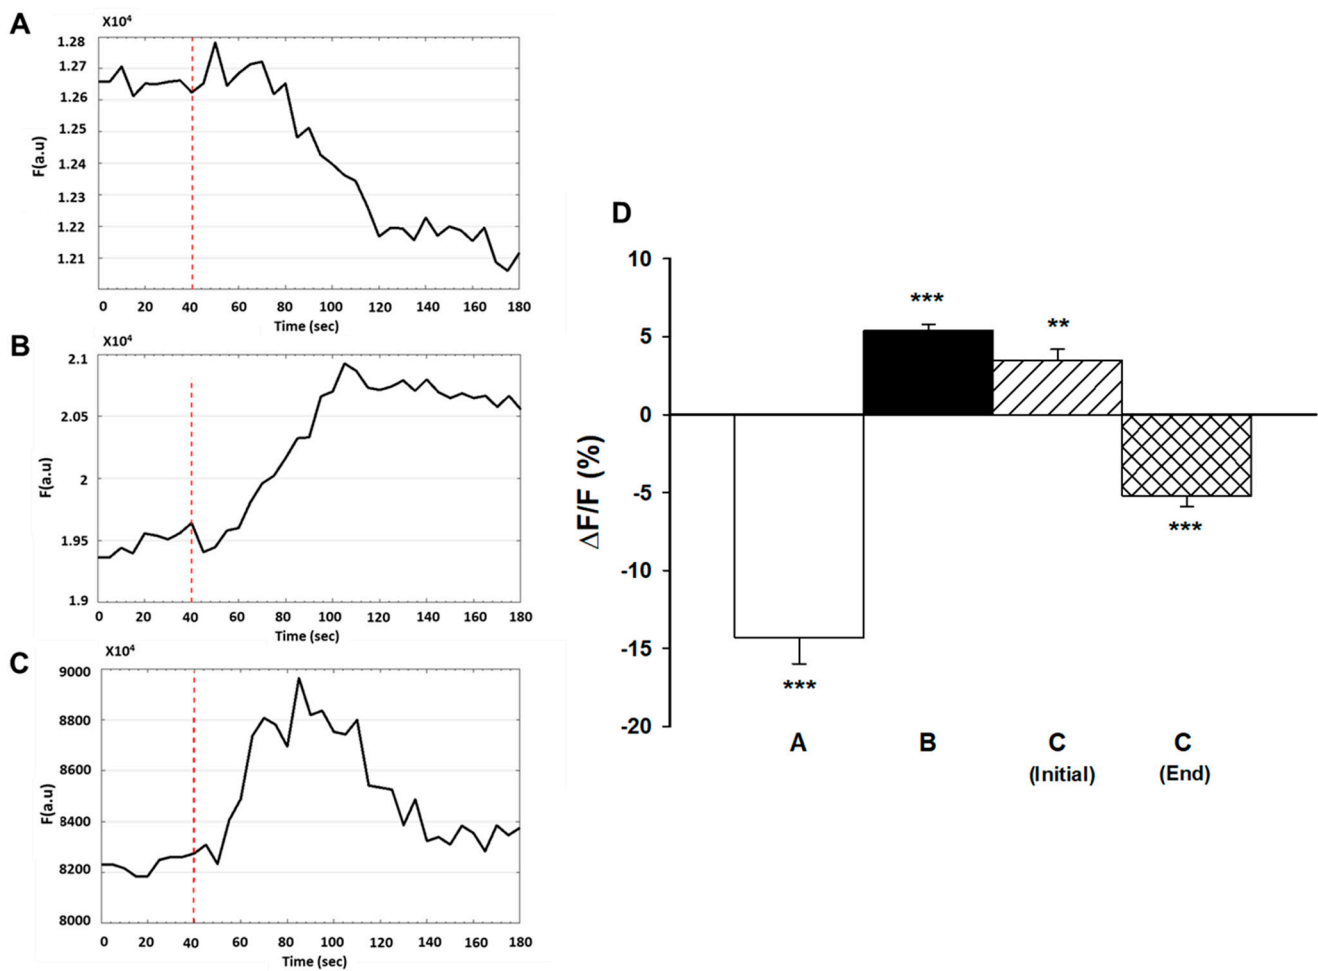 A
X10⁴
1.28
1.27
1.26
1.25
1.24
1.23
1.22
1.21
F(a.u)
0 20 40 60 80 100 120 140 160 180
Time (sec)
B
X10⁴
2.1
2.05
2
1.95
1.9
F(a.u)
0 20 40 60 80 100 120 140 160 180
Time (sec)
C
X10⁴
9000
8800
8600
8400
8200
8000
F(a.u)
0 20 40 60 80 100 120 140 160 180
Time (sec)
D
10
5
0
-5
-10
-15
-20
ΔF/F (%)
***
**
***
***
A B C C
(Initial) (End)